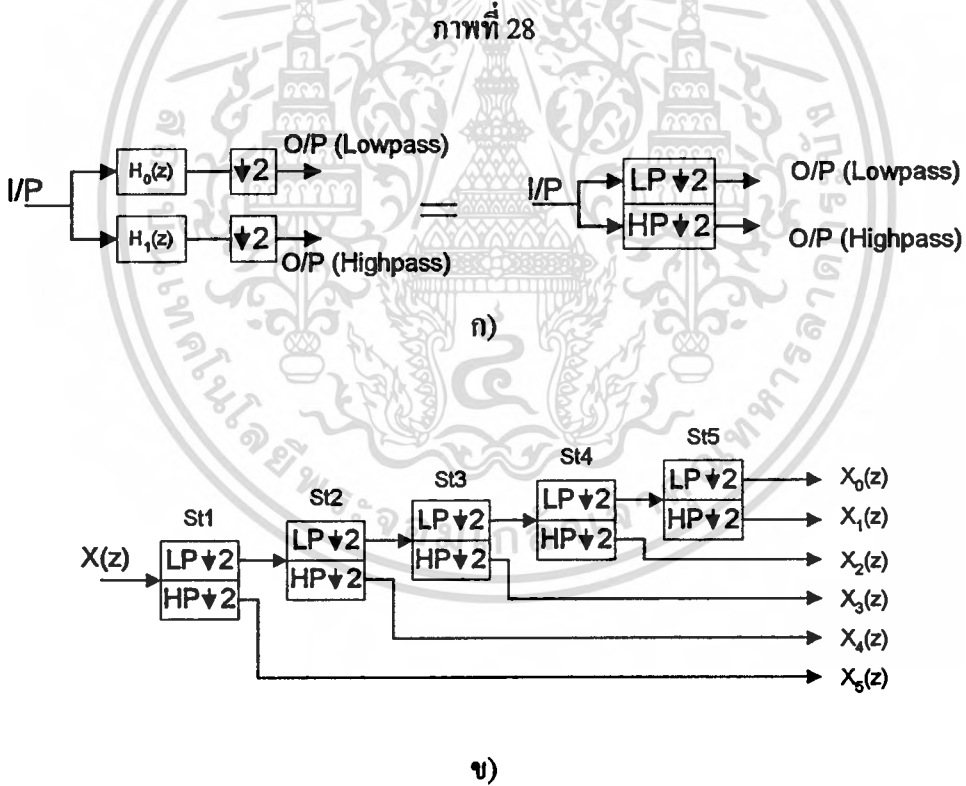 ภาพที่ 28
I/P
H₀(z)
↓2
O/P (Lowpass)
H₁(z)
↓2
O/P (Highpass)
=
I/P
LP↓2
HP↓2
O/P (Lowpass)
O/P (Highpass)
ก)
X(z)
St1
LP↓2
HP↓2
St2
LP↓2
HP↓2
St3
LP↓2
HP↓2
St4
LP↓2
HP↓2
St5
LP↓2
HP↓2
X₀(z)
X₁(z)
X₂(z)
X₃(z)
X₄(z)
X₅(z)
ข)